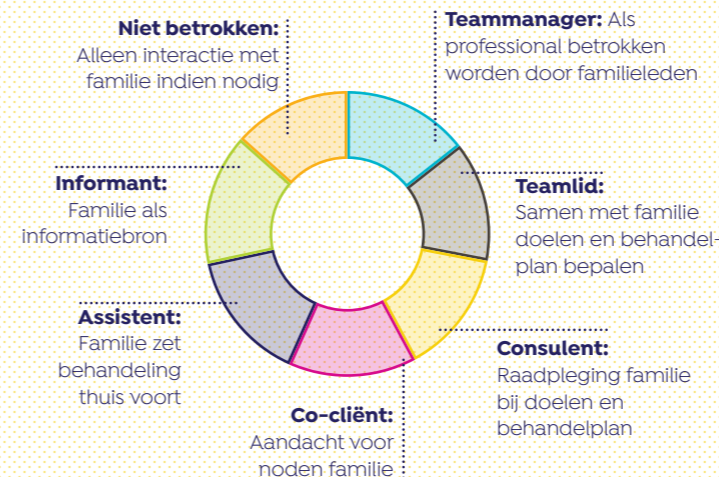 Niet betrokken:
Alleen interactie met
familie indien nodig
Teammanager: Als
professional betrokken
worden door familieleden
Informant:
Familie als
informatiebron
Teamlid:
Samen met familie
doelen en behandel-
plan bepalen
Assistent:
Familie zet
behandeling
thuis voort
Consulent:
Raadpleging familie
bij doelen en
behandelplan
Co-cliënt:
Aandacht voor
noden familie